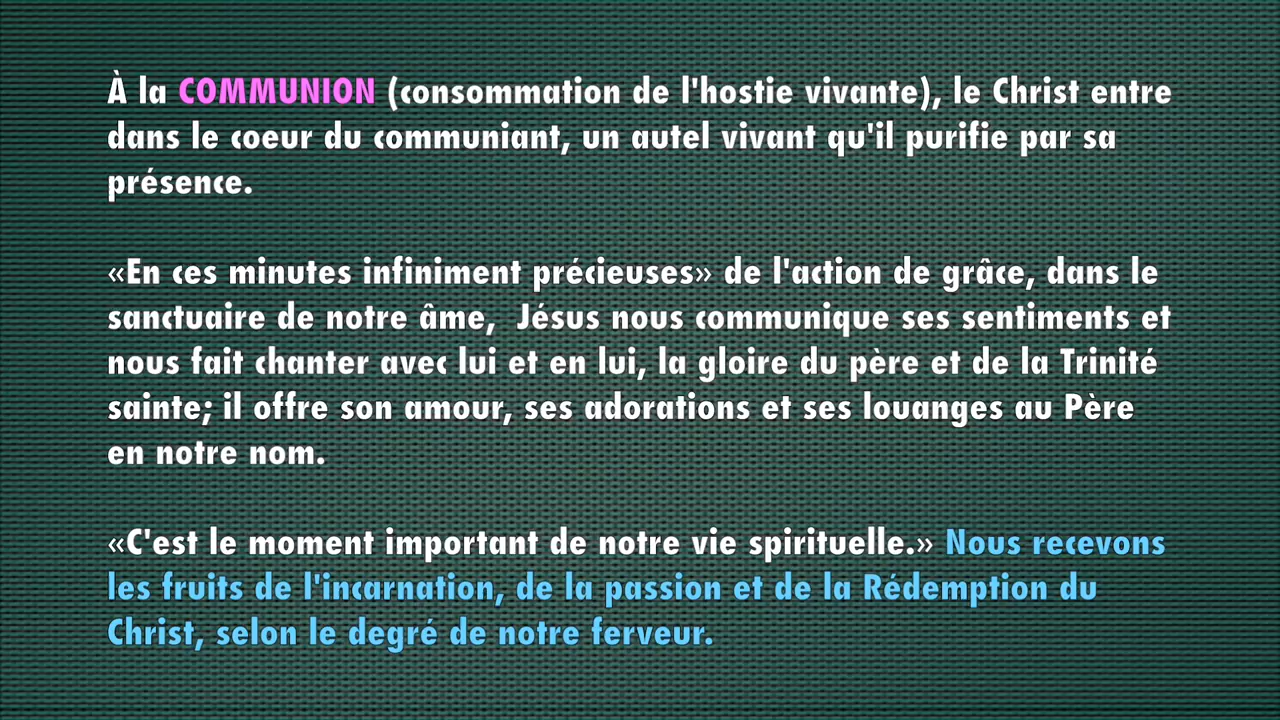 À la COMMUNION (consommation de l'hostie vivante), le Christ entre
dans le coeur du communiant, un autel vivant qu'il purifie par sa
présence.
«En ces minutes infiniment précieuses» de l'action de grâce, dans le
sanctuaire de notre âme,  Jésus nous communique ses sentiments et
nous fait chanter avec lui et en lui, la gloire du père et de la Trinité
sainte; il offre son amour, ses adorations et ses louanges au Père
en notre nom.
«C'est le moment important de notre vie spirituelle.» Nous recevons
les fruits de l'incarnation, de la passion et de la Rédemption du
Christ, selon le degré de notre ferveur.